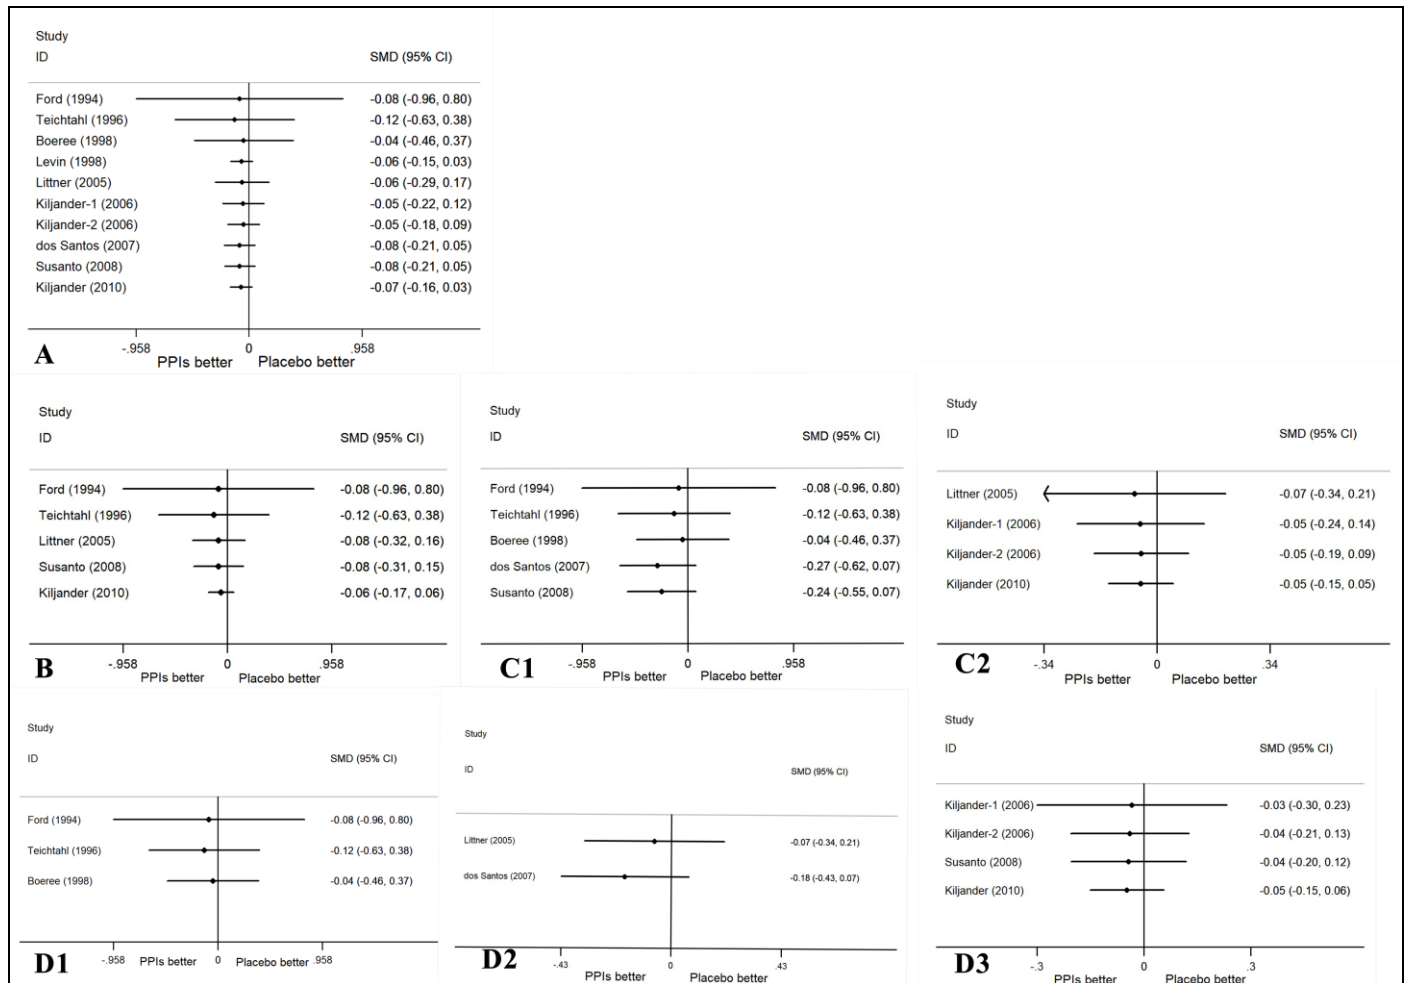 Study
ID SMD (95% CI)
Ford (1994) -0.08 (-0.96, 0.80)
Teichtahl (1996) -0.12 (-0.63, 0.38)
Boeree (1998) -0.04 (-0.46, 0.37)
Levin (1998) -0.06 (-0.15, 0.03)
Littner (2005) -0.06 (-0.29, 0.17)
Kiljander-1 (2006) -0.05 (-0.22, 0.12)
Kiljander-2 (2006) -0.05 (-0.18, 0.09)
dos Santos (2007) -0.08 (-0.21, 0.05)
Susanto (2008) -0.08 (-0.21, 0.05)
Kiljander (2010) -0.07 (-0.16, 0.03)
-.958 0 .958
PPIs better Placebo better
A
Study
ID SMD (95% CI)
Ford (1994) -0.08 (-0.96, 0.80)
Teichtahl (1996) -0.12 (-0.63, 0.38)
Littner (2005) -0.08 (-0.32, 0.16)
Susanto (2008) -0.08 (-0.31, 0.15)
Kiljander (2010) -0.06 (-0.17, 0.06)
-.958 0 .958
PPIs better Placebo better
B
Study
ID SMD (95% CI)
Ford (1994) -0.08 (-0.96, 0.80)
Teichtahl (1996) -0.12 (-0.63, 0.38)
Boeree (1998) -0.04 (-0.46, 0.37)
dos Santos (2007) -0.27 (-0.62, 0.07)
Susanto (2008) -0.24 (-0.55, 0.07)
-.958 0 .958
PPIs better Placebo better
C1
Study
ID SMD (95% CI)
Littner (2005) -0.07 (-0.34, 0.21)
Kiljander-1 (2006) -0.05 (-0.24, 0.14)
Kiljander-2 (2006) -0.05 (-0.19, 0.09)
Kiljander (2010) -0.05 (-0.15, 0.05)
-.34 0 .34
PPIs better Placebo better
C2
Study
ID SMD (95% CI)
Ford (1994) -0.08 (-0.96, 0.80)
Teichtahl (1996) -0.12 (-0.63, 0.38)
Boeree (1998) -0.04 (-0.46, 0.37)
-.958 PPIs better 0 Placebo better .958
D1
Study
ID SMD (95% CI)
Littner (2005) -0.07 (-0.34, 0.21)
dos Santos (2007) -0.18 (-0.43, 0.07)
-.43 0 .43
PPIs better Placebo better
D2
Study
ID SMD (95% CI)
Kiljander-1 (2006) -0.03 (-0.30, 0.23)
Kiljander-2 (2006) -0.04 (-0.21, 0.13)
Susanto (2008) -0.04 (-0.20, 0.12)
Kiljander (2010) -0.05 (-0.15, 0.06)
-.3 0 .3
PPIs better Placebo better
D3